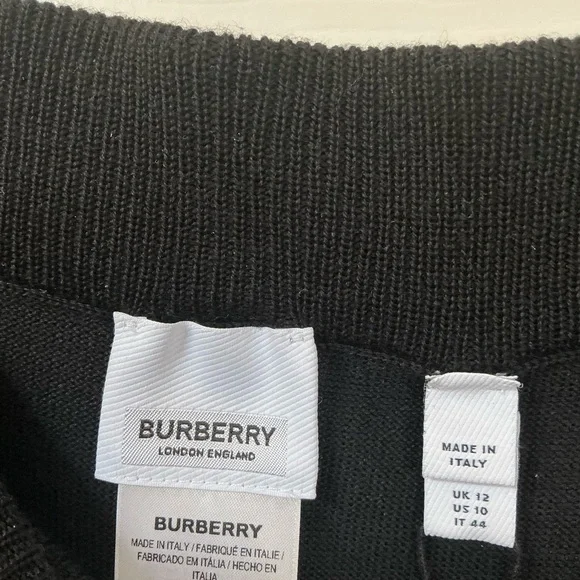 BURBERRY
LONDON ENGLAND
BURBERRY
MADE IN ITALY / FABRIQUÉ EN ITALIE /
FABRICADO EM ITÁLIA / HECHO EN
ITALIA
MADE IN
ITALY
UK 12
US 10
IT 44